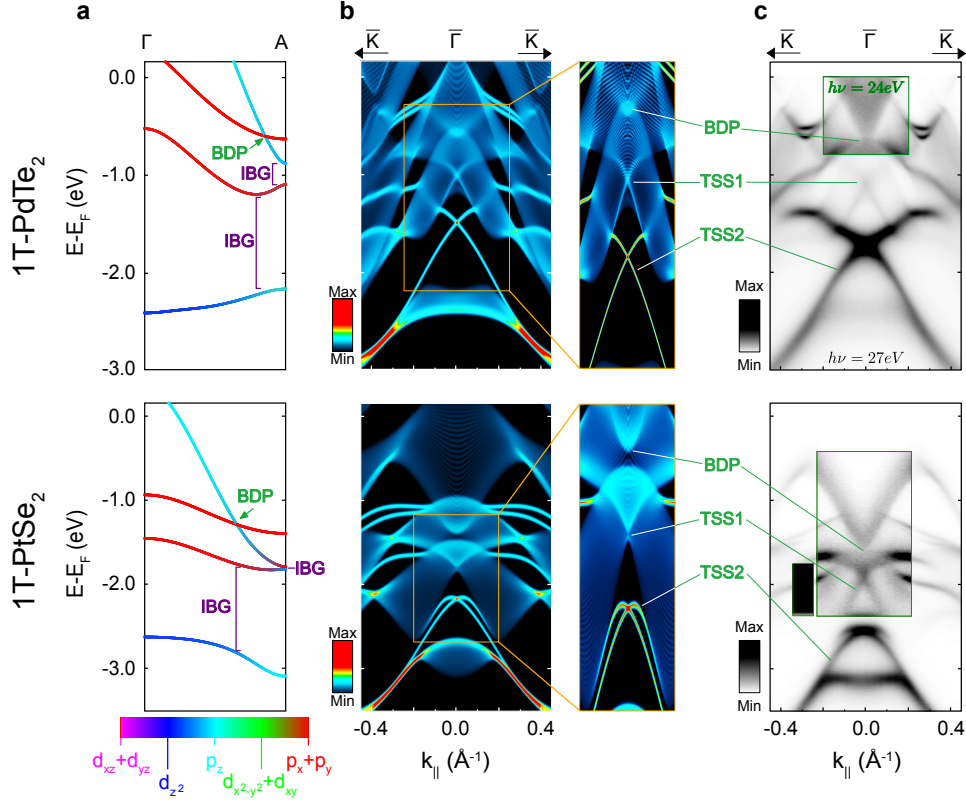 a
b
c
Γ
A
K̅
Γ̅
K̅
K̅
Γ̅
K̅
1T-PdTe₂
E-E_F (eV)
0.0
-1.0
-2.0
-3.0
BDP
IBG
IBG
Max
Min
BDP
TSS1
TSS2
hν = 24eV
Max
Min
hν = 27eV
1T-PtSe₂
E-E_F (eV)
0.0
-1.0
-2.0
-3.0
BDP
IBG
IBG
Max
Min
BDP
TSS1
TSS2
Max
Min
-0.4
0.0
0.4
k_|| (Å⁻¹)
-0.4
0.0
0.4
k_|| (Å⁻¹)
d_xz+d_yz
d_z²
p_z
d_x²-y²+d_xy
p_x+p_y